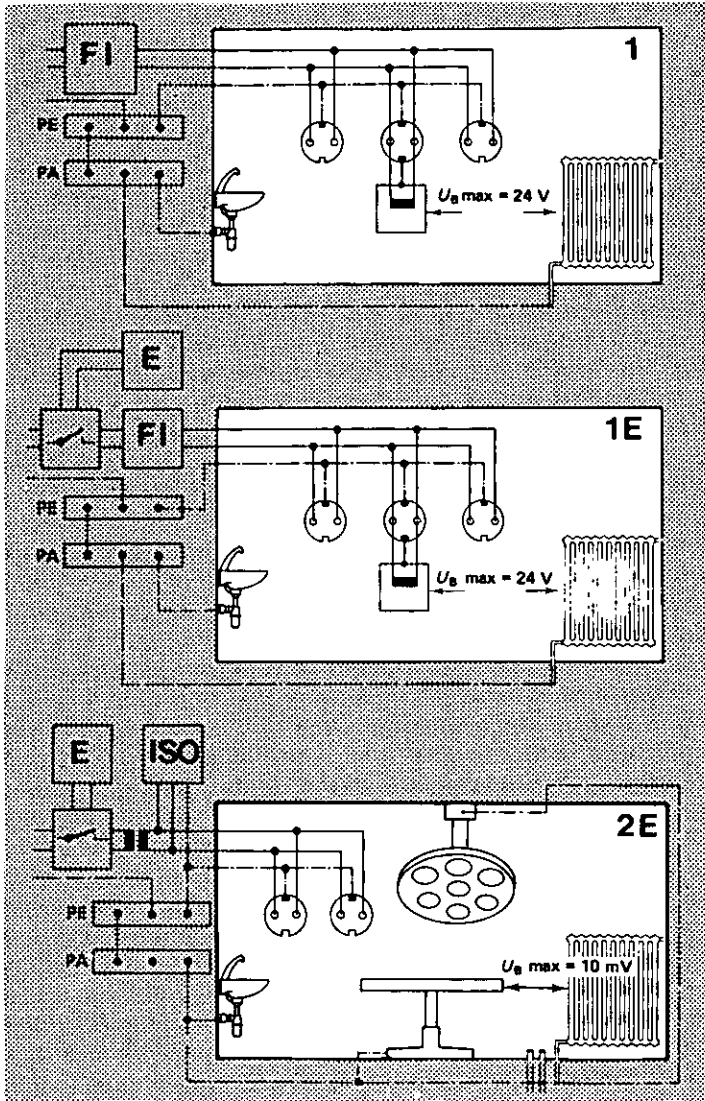 FI
1
PE
PA
U_B max = 24 V
E
FI
1E
PE
PA
U_B max = 24 V
E
ISO
2E
PE
PA
U_B max = 10 mV